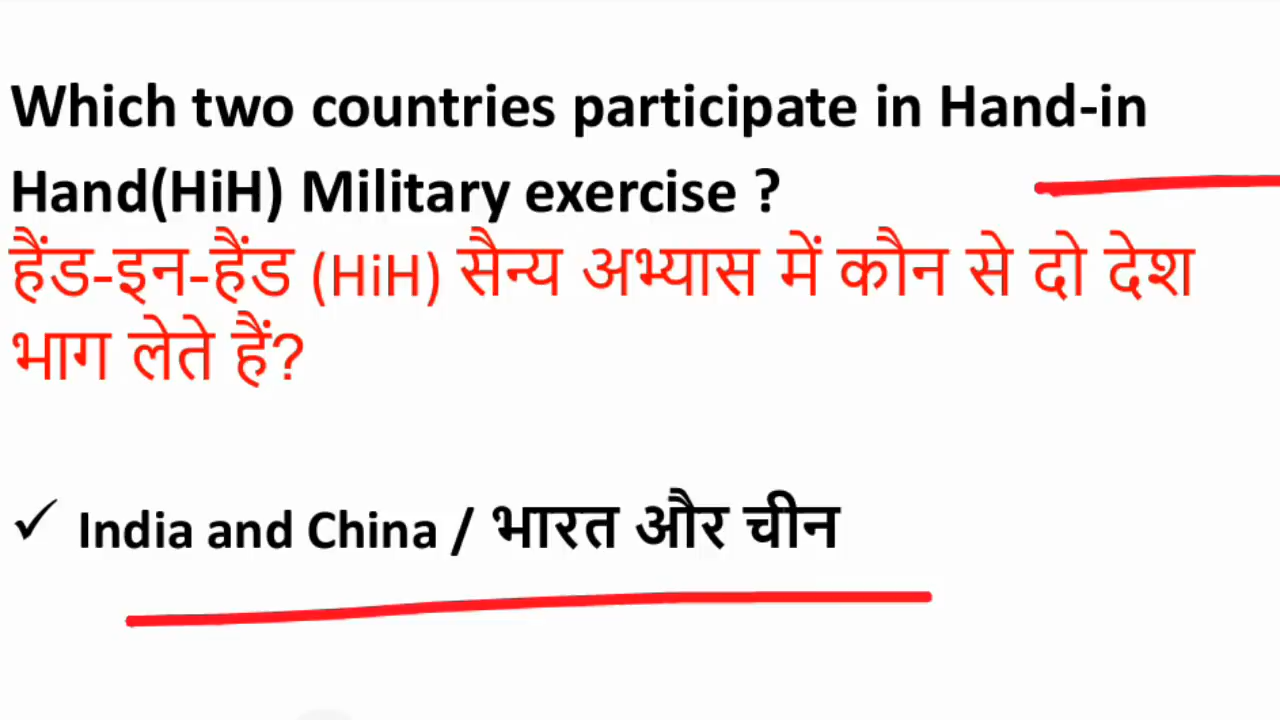 Which two countries participate in Hand-in
Hand(HiH) Military exercise ?
हैंड-इन-हैंड (HiH) सैन्य अभ्यास में कौन से दो देश
भाग लेते हैं?
✓ India and China / भारत और चीन